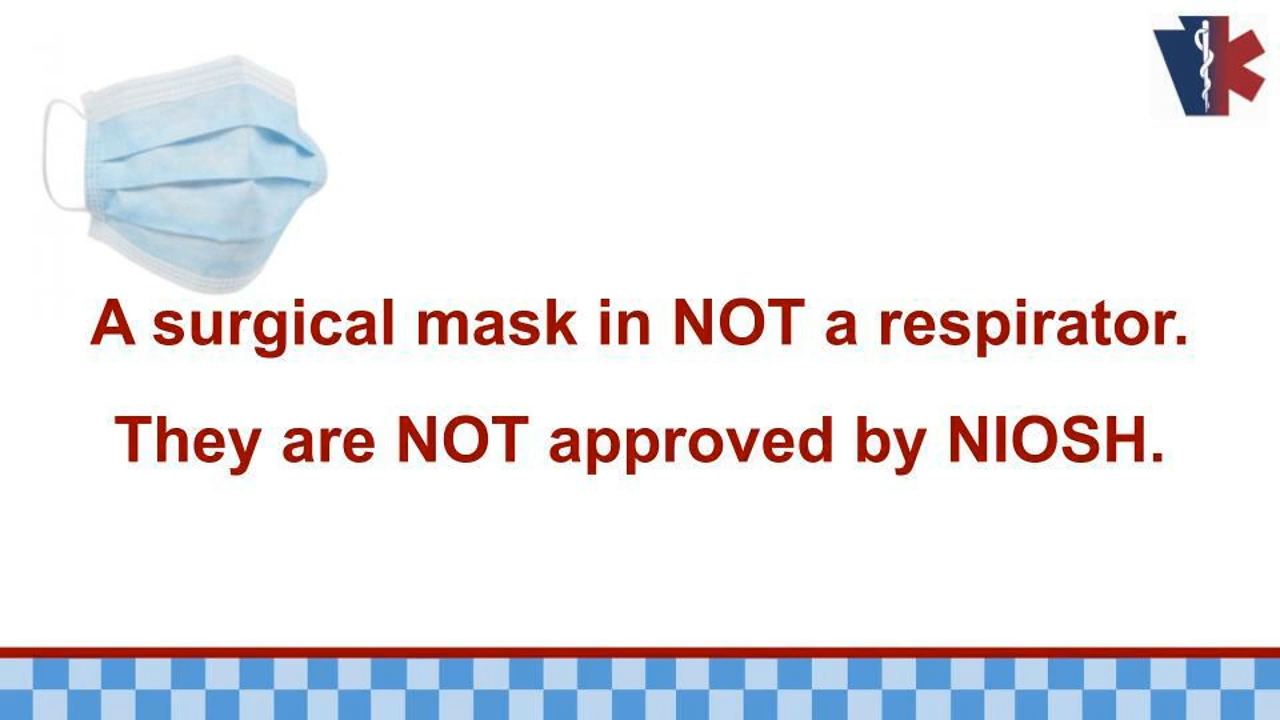 A surgical mask in NOT a respirator.
They are NOT approved by NIOSH.